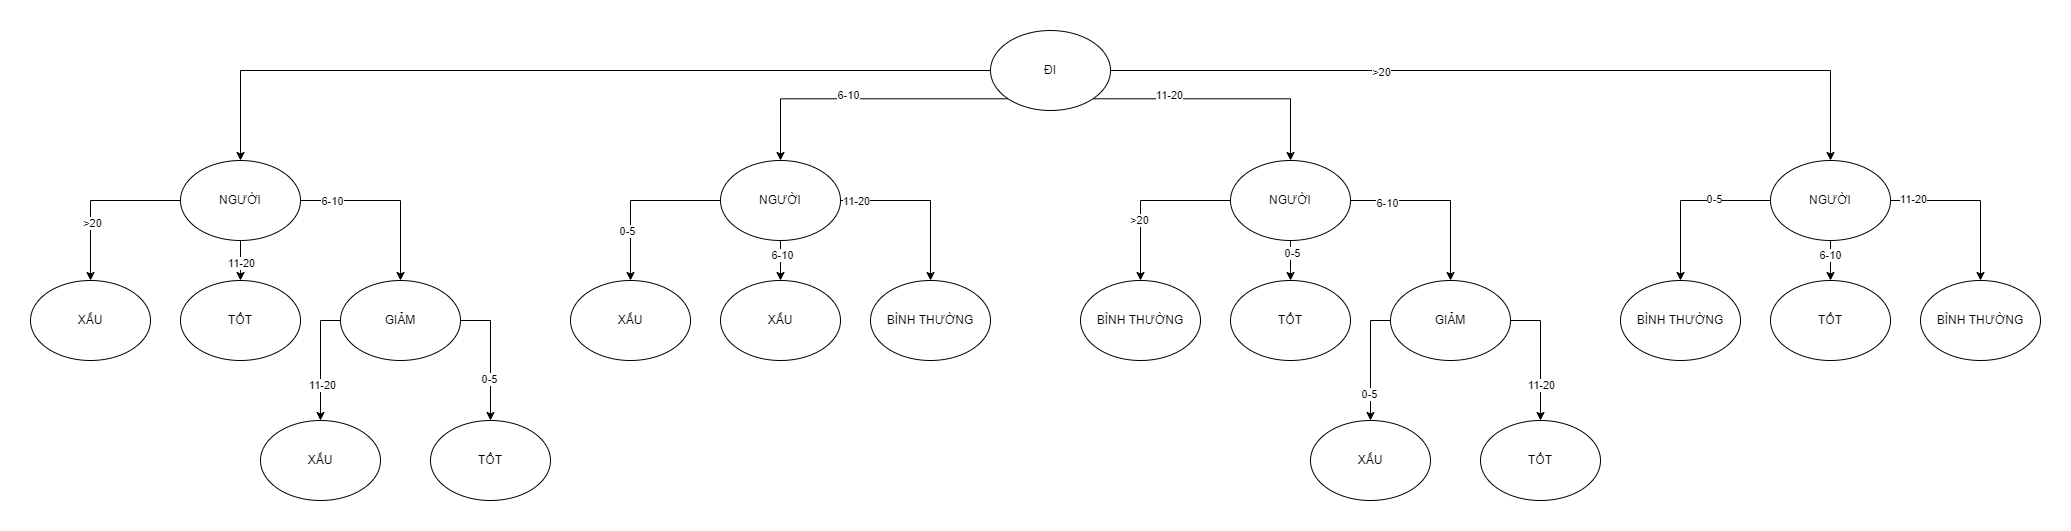 ĐI
>20
6-10
11-20
NGƯỜI
NGƯỜI
NGƯỜI
NGƯỜI
>20
6-10
11-20
0-5
11-20
6-10
>20
6-10
0-5
0-5
11-20
6-10
XẤU
TỐT
GIẢM
XẤU
XẤU
BÌNH THƯỜNG
BÌNH THƯỜNG
TỐT
GIẢM
BÌNH THƯỜNG
TỐT
BÌNH THƯỜNG
11-20
0-5
0-5
11-20
XẤU
TỐT
XẤU
TỐT